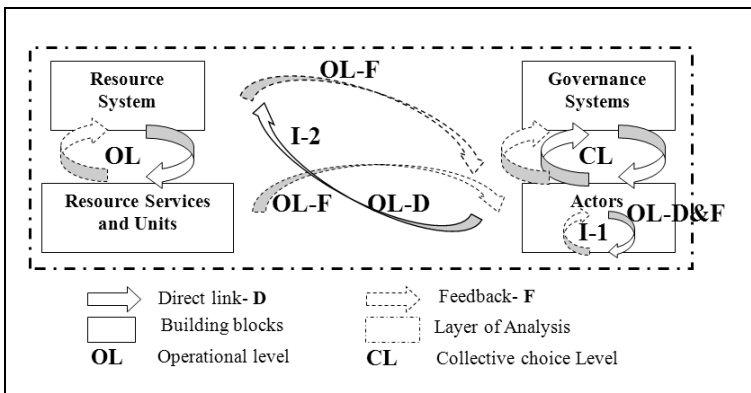 OL-F
Resource
System
Governance
Systems
I-2
OL
CL
Resource Services
and Units
OL-F
OL-D
Actors
OL-D&F
I-1
Direct link- D
Feedback- F
Building blocks
Layer of Analysis
OL Operational level
CL Collective choice Level